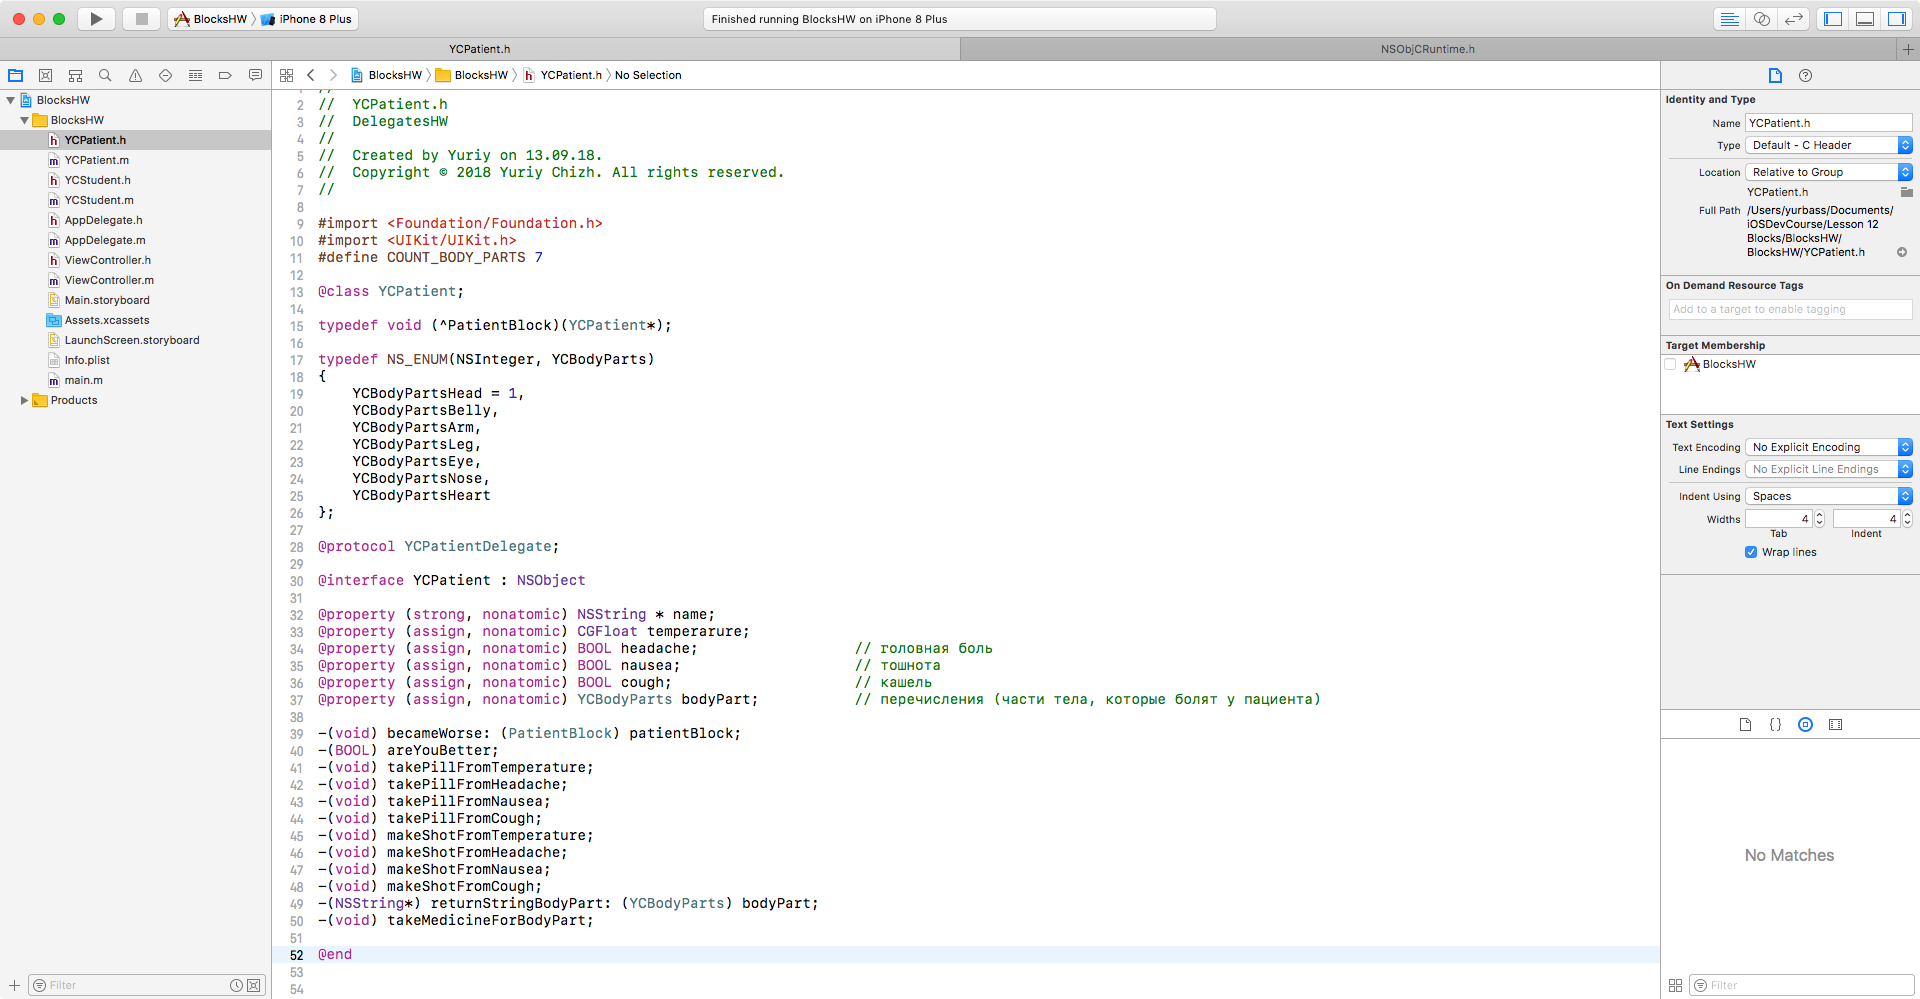 BlocksHW 〉 iPhone 8 Plus
Finished running BlocksHW on iPhone 8 Plus
YCPatient.h
NSObjCRuntime.h
BlocksHW 〉 BlocksHW 〉 h YCPatient.h 〉 No Selection
BlocksHW
BlocksHW
h YCPatient.h
m YCPatient.m
h YCStudent.h
m YCStudent.m
h AppDelegate.h
m AppDelegate.m
h ViewController.h
m ViewController.m
Main.storyboard
Assets.xcassets
LaunchScreen.storyboard
Info.plist
m main.m
Products
Filter
1 //
2 //  YCPatient.h
3 //  DelegatesHW
4 //
5 //  Created by Yuriy on 13.09.18.
6 //  Copyright © 2018 Yuriy Chizh. All rights reserved.
7 //
8
9 #import <Foundation/Foundation.h>
10 #import <UIKit/UIKit.h>
11 #define COUNT_BODY_PARTS 7
12
13 @class YCPatient;
14
15 typedef void (^PatientBlock)(YCPatient*);
16
17 typedef NS_ENUM(NSInteger, YCBodyParts)
18 {
19     YCBodyPartsHead = 1,
20     YCBodyPartsBelly,
21     YCBodyPartsArm,
22     YCBodyPartsLeg,
23     YCBodyPartsEye,
24     YCBodyPartsNose,
25     YCBodyPartsHeart
26 };
27
28 @protocol YCPatientDelegate;
29
30 @interface YCPatient : NSObject
31
32 @property (strong, nonatomic) NSString * name;
33 @property (assign, nonatomic) CGFloat temperarure;
34 @property (assign, nonatomic) BOOL headache; // головная боль
35 @property (assign, nonatomic) BOOL nausea; // тошнота
36 @property (assign, nonatomic) BOOL cough; // кашель
37 @property (assign, nonatomic) YCBodyParts bodyPart; // перечисления (части тела, которые болят у пациента)
38
39 -(void) becameWorse: (PatientBlock) patientBlock;
40 -(BOOL) areYouBetter;
41 -(void) takePillFromTemperature;
42 -(void) takePillFromHeadache;
43 -(void) takePillFromNausea;
44 -(void) takePillFromCough;
45 -(void) makeShotFromTemperature;
46 -(void) makeShotFromHeadache;
47 -(void) makeShotFromNausea;
48 -(void) makeShotFromCough;
49 -(NSString*) returnStringBodyPart: (YCBodyParts) bodyPart;
50 -(void) takeMedicineForBodyPart;
51
52 @end
53
54
Identity and Type
Name YCPatient.h
Type Default - C Header
Location Relative to Group
YCPatient.h
Full Path /Users/yurbass/Documents/
iOSDevCourse/Lesson 12
Blocks/BlocksHW/
BlocksHW/YCPatient.h
On Demand Resource Tags
Add to a target to enable tagging
Target Membership
BlocksHW
Text Settings
Text Encoding No Explicit Encoding
Line Endings No Explicit Line Endings
Indent Using Spaces
Widths 4 4
Tab Indent
Wrap lines
{}
No Matches
Filter